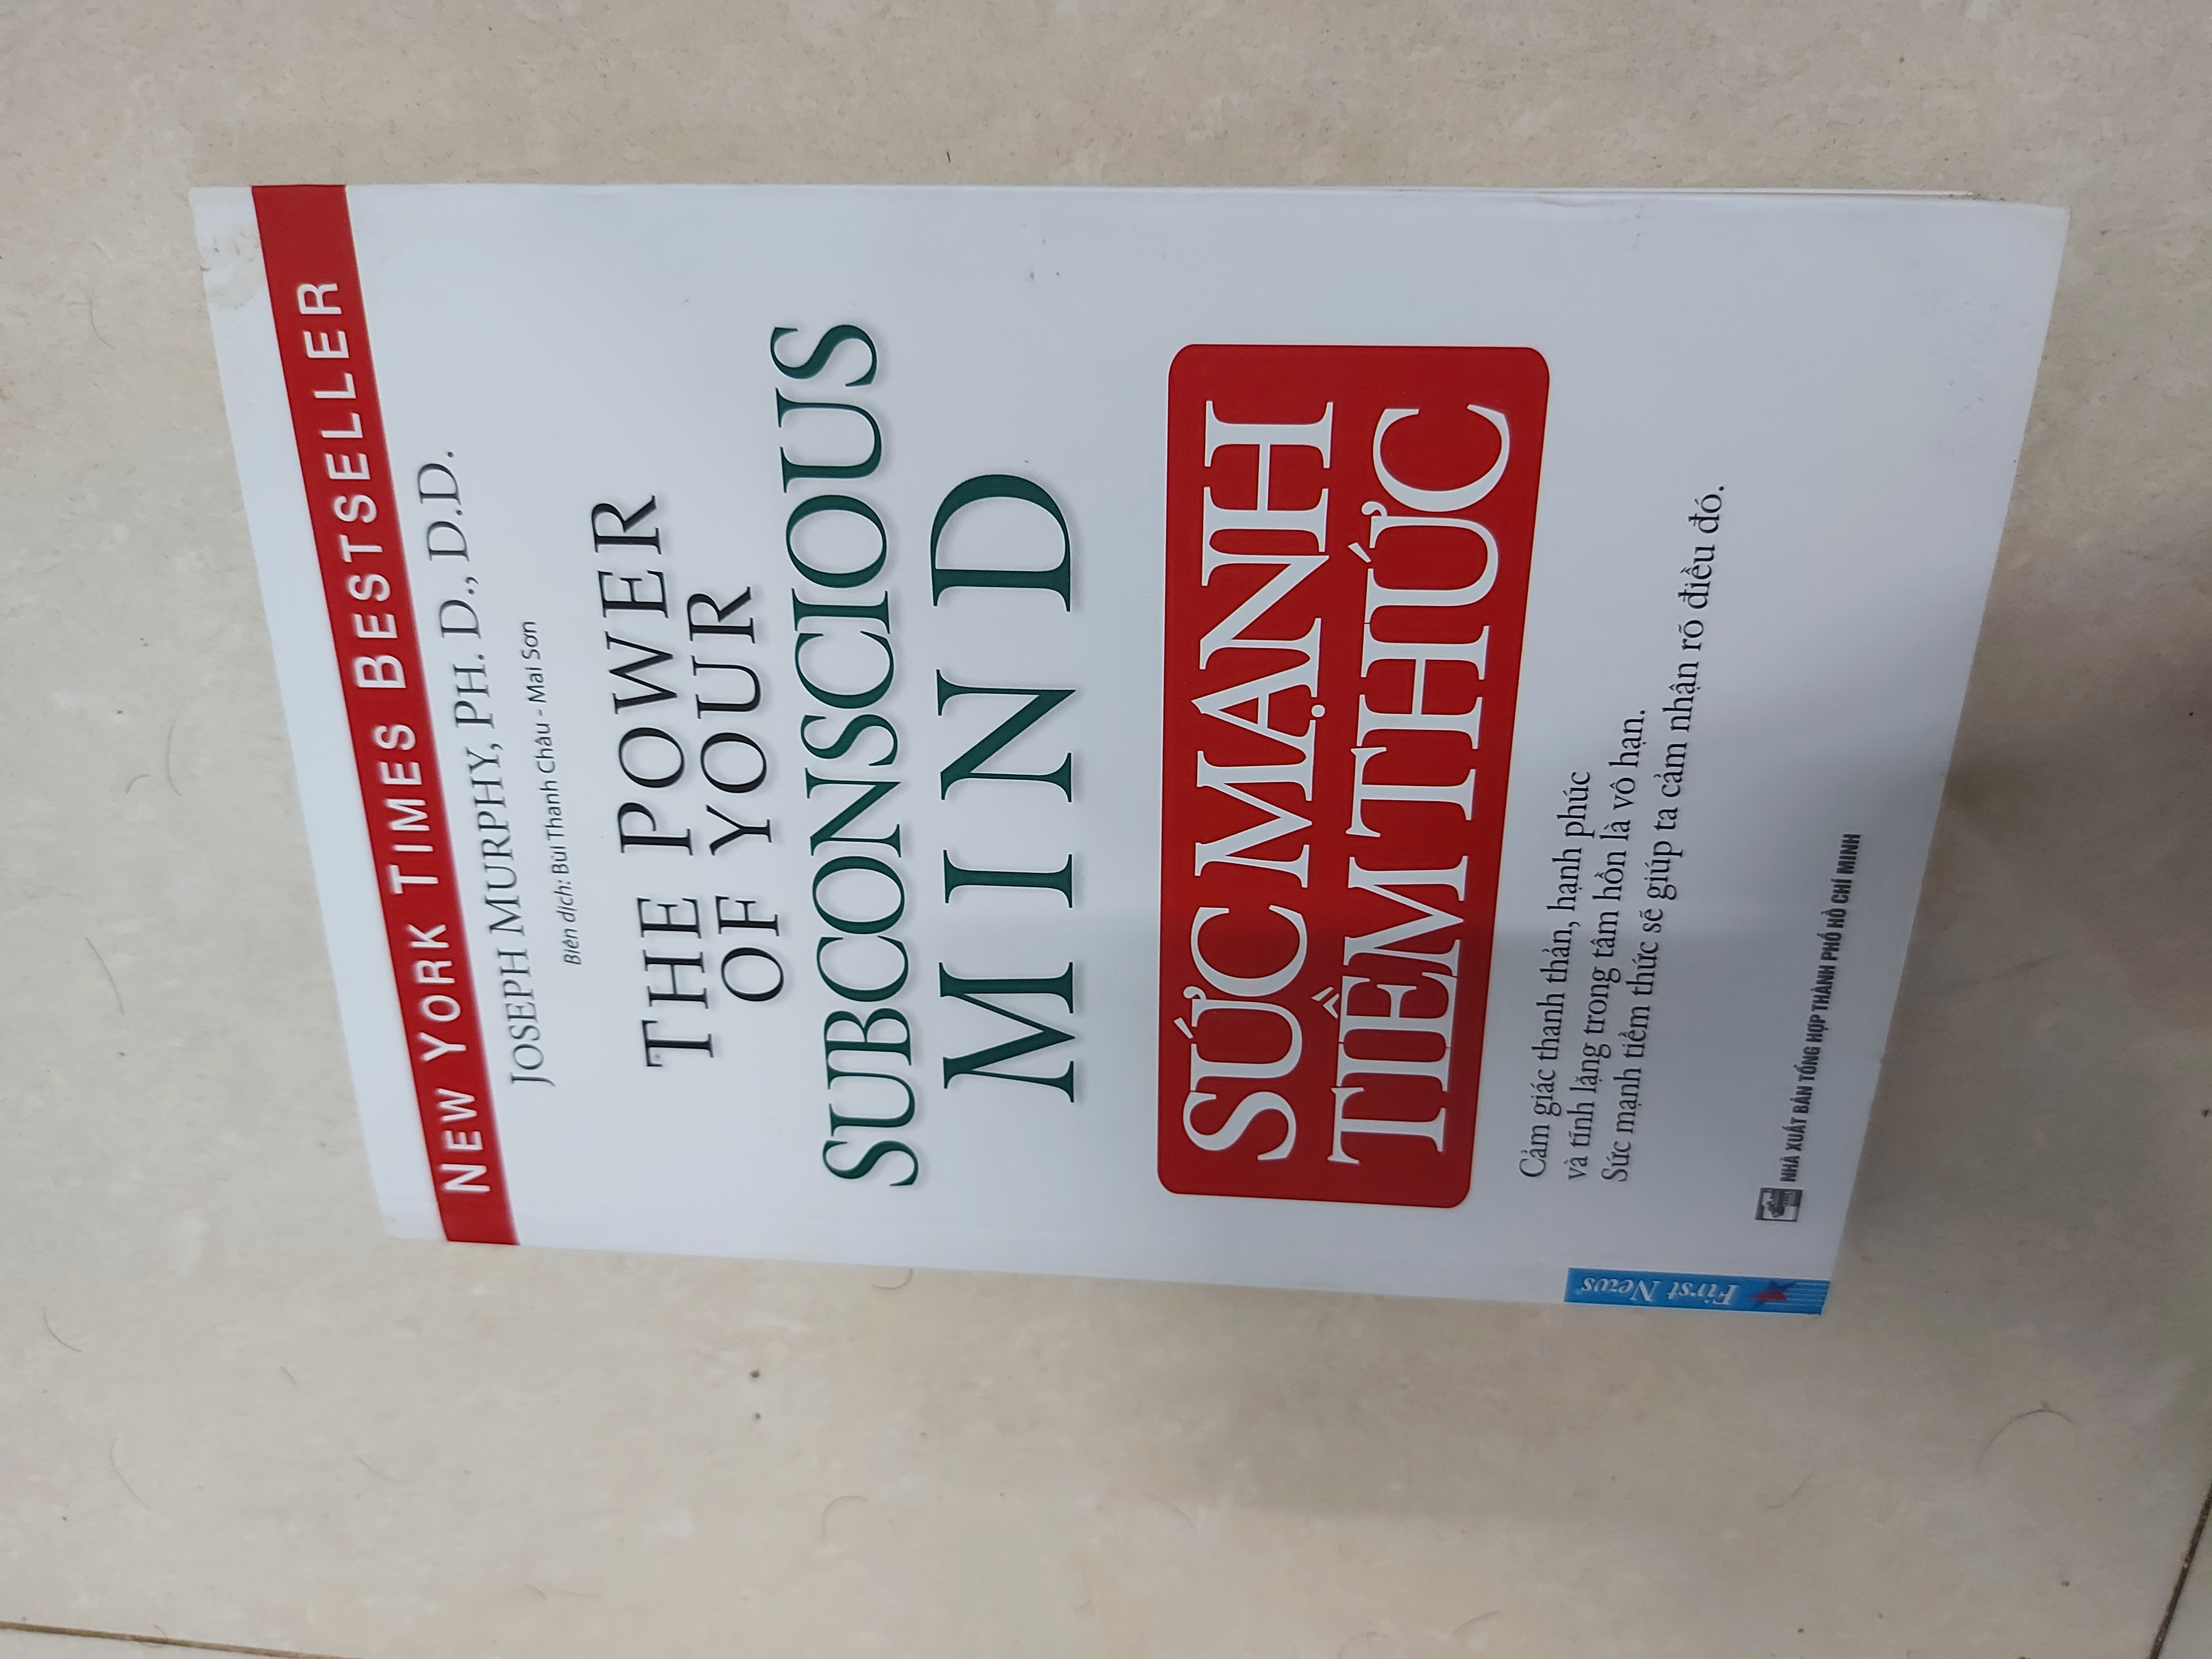 NEW YORK TIMES BESTSELLER
JOSEPH MURPHY, PH. D., D.D.
Biên dịch: Bùi Thanh Châu - Mai Sơn
THE POWER
OF YOUR
SUBCONSCIOUS
MIND
SỨC MẠNH
TIỀM THỨC
Cảm giác thanh thản, hạnh phúc
và tĩnh lặng trong tâm hồn là vô hạn.
Sức mạnh tiềm thức sẽ giúp ta cảm nhận rõ điều đó.
First News
NHÀ XUẤT BẢN TỔNG HỢP THÀNH PHỐ HỒ CHÍ MINH